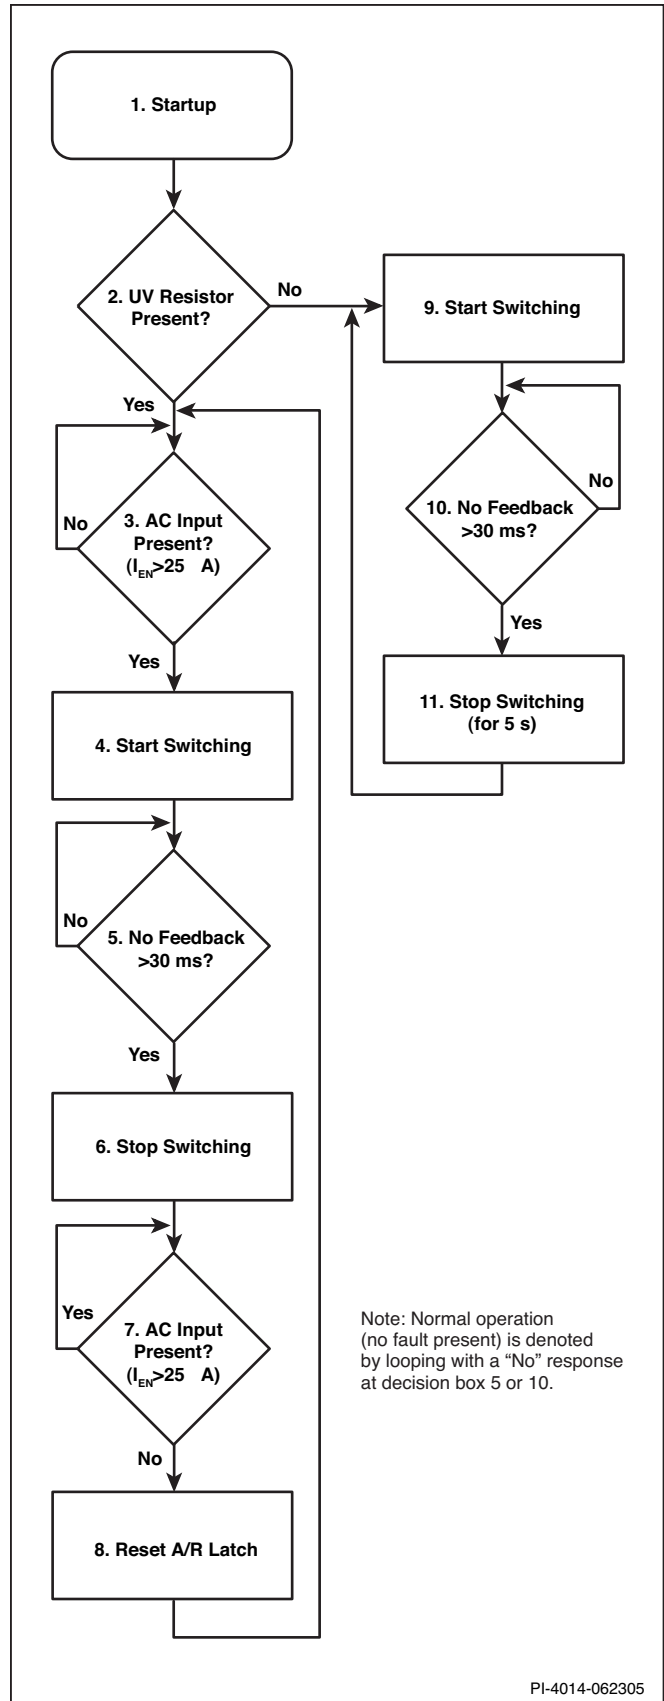 1. Startup
2. UV Resistor
Present?
No
Yes
No
3. AC Input
Present?
(IEN>25 A)
Yes
4. Start Switching
No
5. No Feedback
>30 ms?
Yes
6. Stop Switching
Yes
7. AC Input
Present?
(IEN>25 A)
No
8. Reset A/R Latch
9. Start Switching
No
10. No Feedback
>30 ms?
Yes
11. Stop Switching
(for 5 s)
Note: Normal operation
(no fault present) is denoted
by looping with a “No” response
at decision box 5 or 10.
PI-4014-062305